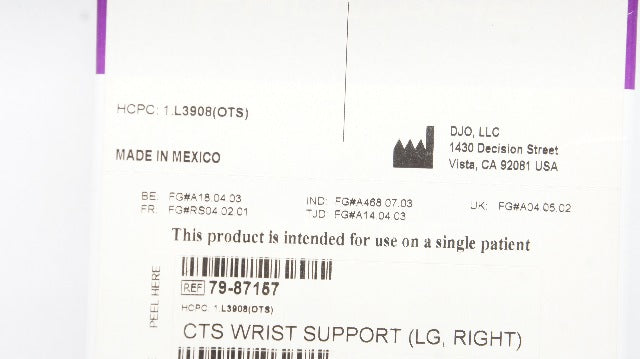 HCPC: 1.L3908(OTS)
DJO, LLC
1430 Decision Street
Vista, CA 92081 USA
MADE IN MEXICO
BE: FG#A18.04.03
FR: FG#RS04.02.01
IND: FG#A468.07.03
TJD: FG#A14.04.03
UK: FG#A04.05.02
This product is intended for use on a single patient
PEEL HERE
REF 79-87157
HCPC: 1.L3908(OTS)
CTS WRIST SUPPORT (LG, RIGHT)